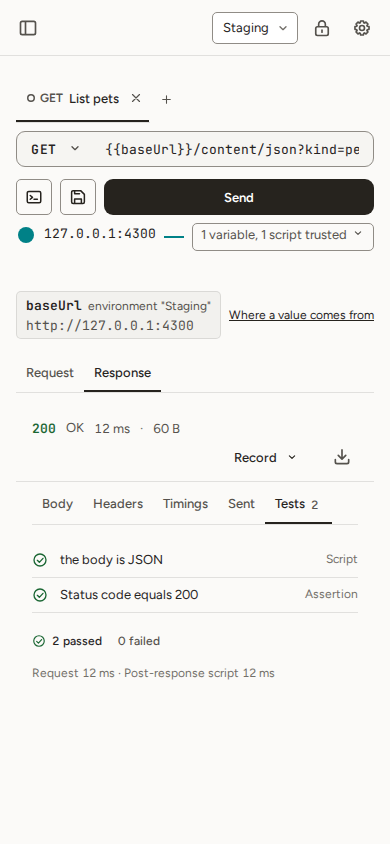 Staging
GET List pets
GET {{baseUrl}}/content/json?kind=pe
Send
127.0.0.1:4300 1 variable, 1 script trusted
baseUrl environment "Staging"
http://127.0.0.1:4300
Where a value comes from
Request Response
200 OK 12 ms · 60 B
Record
Body Headers Timings Sent Tests 2
the body is JSON Script
Status code equals 200 Assertion
2 passed 0 failed
Request 12 ms · Post-response script 12 ms